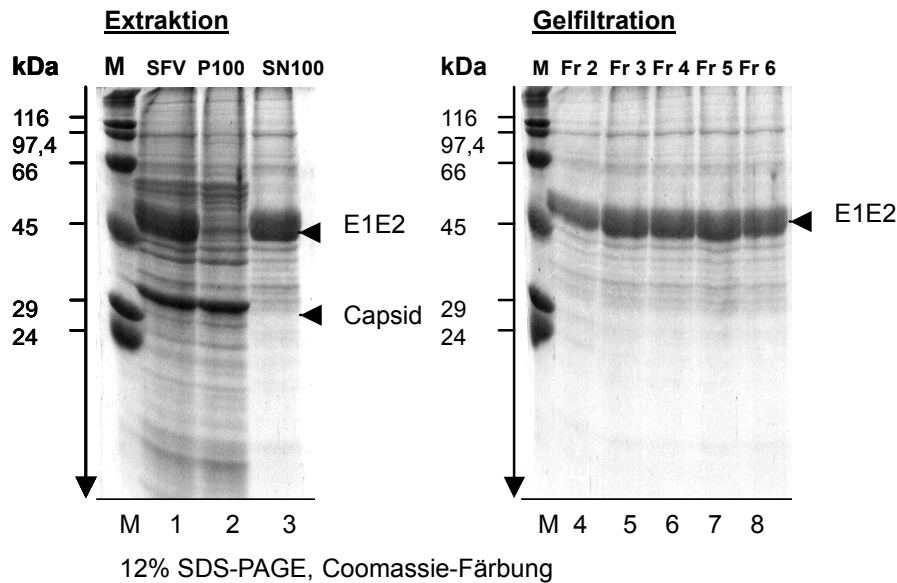 Extraktion
kDa M SFV P100 SN100
116
97,4
66
45
29
24
E1E2
Capsid
M 1 2 3
Gelfiltration
kDa M Fr 2 Fr 3 Fr 4 Fr 5 Fr 6
116
97,4
66
45
29
24
E1E2
M 4 5 6 7 8
12% SDS-PAGE, Coomassie-Färbung